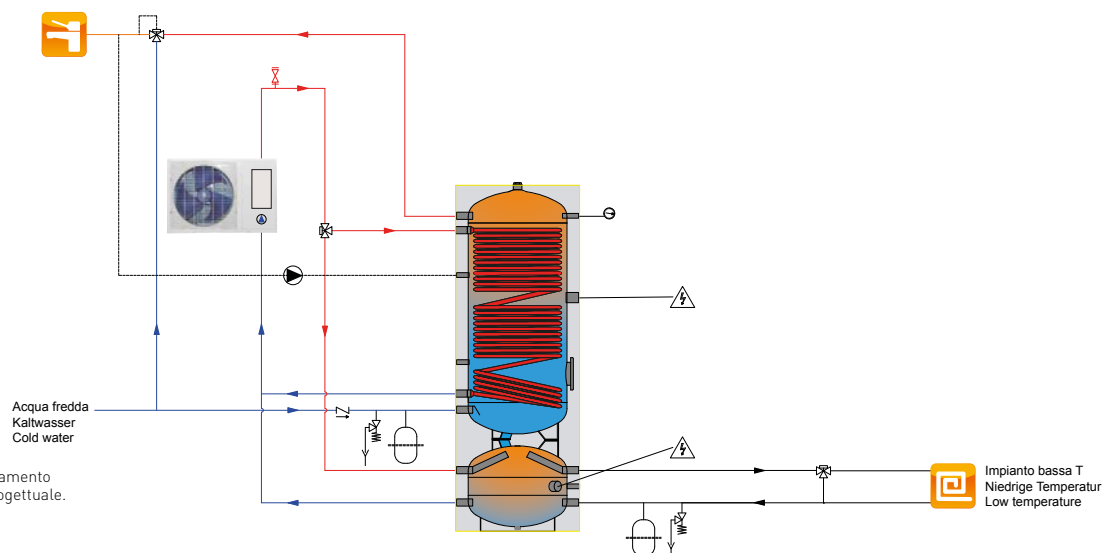 Acqua fredda
Kaltwasser
Cold water
amento
ogettuale.
Impianto bassa T
Niedrige Temperatur
Low temperature